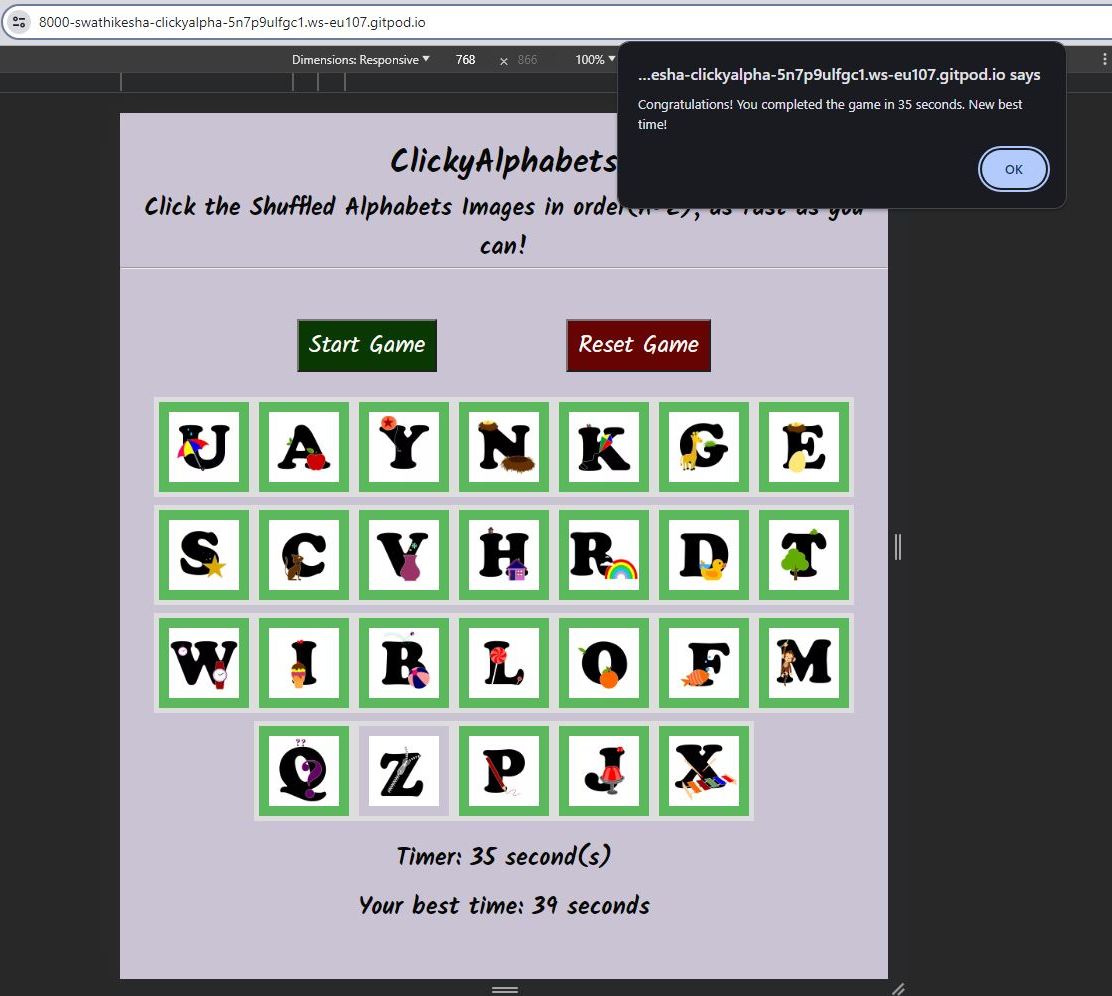 8000-swathikesha-clickyalpha-5n7p9ulfgc1.ws-eu107.gitpod.io
Dimensions: Responsive 768 × 866 100%
...esha-clickyalpha-5n7p9ulfgc1.ws-eu107.gitpod.io says
Congratulations! You completed the game in 35 seconds. New best
time!
OK
ClickyAlphabets
Click the Shuffled Alphabets Images in order(A-Z), as fast as you
can!
Start Game Reset Game
U A Y N K G E
S C V H R D T
W I B L O F M
Q Z P J X
Timer: 35 second(s)
Your best time: 39 seconds